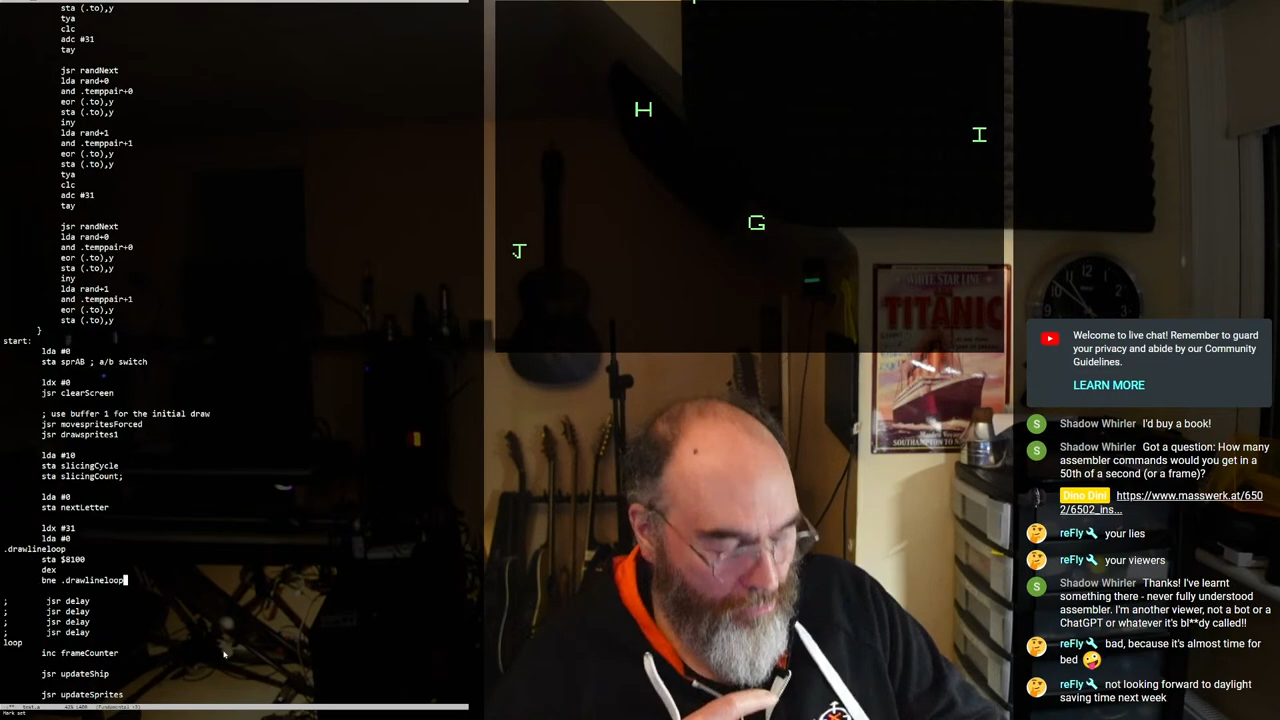 sta (.to),y
tya
clc
adc #31
tay
jsr randNext
lda rand+0
and .temppair+0
eor (.to),y
sta (.to),y
iny
lda rand+1
and .temppair+1
eor (.to),y
sta (.to),y
tya
clc
adc #31
tay
jsr randNext
lda rand+0
and .temppair+0
eor (.to),y
sta (.to),y
iny
lda rand+1
and .temppair+1
eor (.to),y
sta (.to),y
}
start:
lda #0
sta sprAB ; a/b switch
ldx #0
jsr clearScreen
; use buffer 1 for the initial draw
jsr movespritesForced
jsr drawsprites1
lda #10
sta slicingCycle
sta slicingCount;
lda #0
sta nextLetter
ldx #31
lda #0
.drawlineloop
sta $8100
dex
bne .drawlineloop
; jsr delay
; jsr delay
; jsr delay
; jsr delay
loop
inc frameCounter
jsr updateShip
jsr updateSprites
Mark set
H
I
G
J
WHITE STAR LINE
TITANIC
Welcome to live chat! Remember to guard
your privacy and abide by our Community
Guidelines.
LEARN MORE
S Shadow Whirler I'd buy a book!
S Shadow Whirler Got a question: How many
assembler commands would you get in a
50th of a second (or a frame)?
Dino Dini https://www.masswerk.at/650
2/6502_ins...
reFly your lies
reFly your viewers
S Shadow Whirler Thanks! I've learnt
something there - never fully understood
assembler. I'm another viewer, not a bot or a
ChatGPT or whatever it's bl**dy called!!
reFly bad, because it's almost time for
bed
reFly not looking forward to daylight
saving time next week